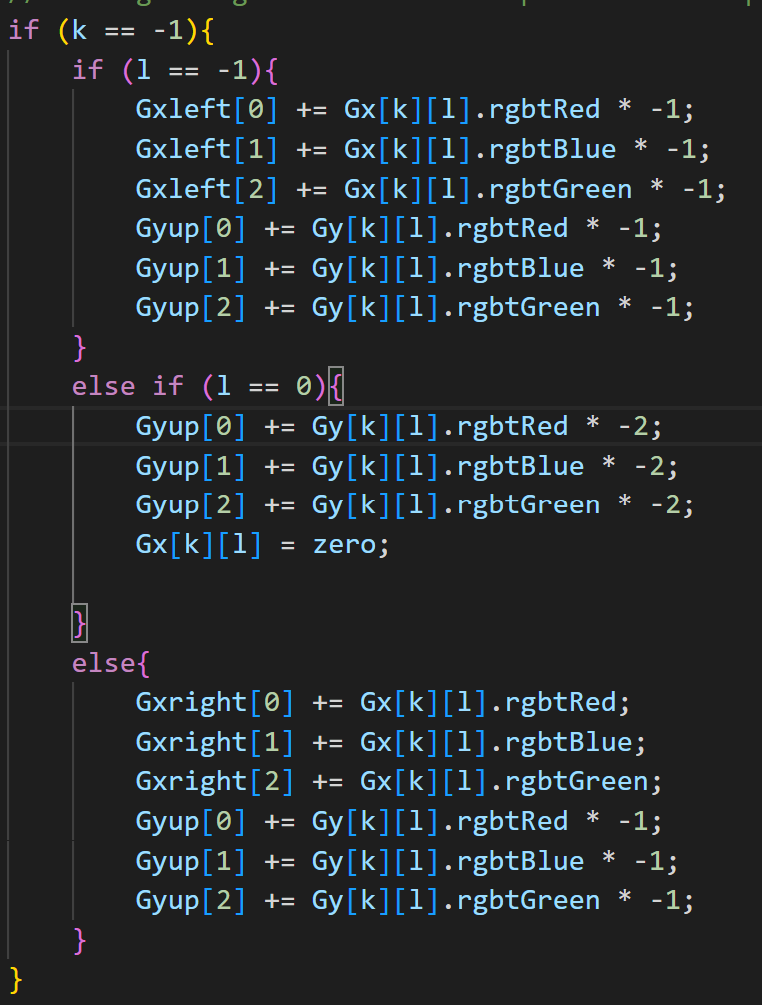 if (k == -1){
    if (l == -1){
        Gxleft[0] += Gx[k][l].rgbtRed * -1;
        Gxleft[1] += Gx[k][l].rgbtBlue * -1;
        Gxleft[2] += Gx[k][l].rgbtGreen * -1;
        Gyup[0] += Gy[k][l].rgbtRed * -1;
        Gyup[1] += Gy[k][l].rgbtBlue * -1;
        Gyup[2] += Gy[k][l].rgbtGreen * -1;
    }
    else if (l == 0){
        Gyup[0] += Gy[k][l].rgbtRed * -2;
        Gyup[1] += Gy[k][l].rgbtBlue * -2;
        Gyup[2] += Gy[k][l].rgbtGreen * -2;
        Gx[k][l] = zero;
    }
    else{
        Gxright[0] += Gx[k][l].rgbtRed;
        Gxright[1] += Gx[k][l].rgbtBlue;
        Gxright[2] += Gx[k][l].rgbtGreen;
        Gyup[0] += Gy[k][l].rgbtRed * -1;
        Gyup[1] += Gy[k][l].rgbtBlue * -1;
        Gyup[2] += Gy[k][l].rgbtGreen * -1;
    }
}